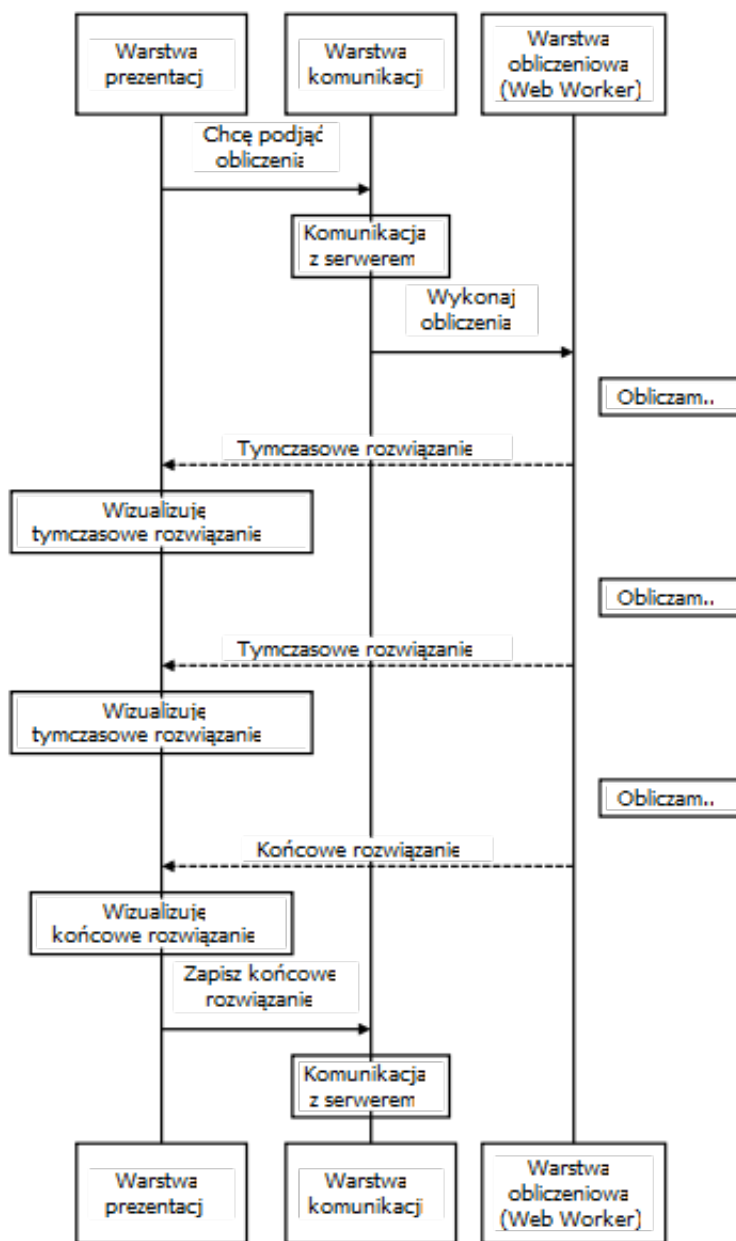 Warstwa
prezentacj
Warstwa
komunikacji
Warstwa
obliczeniowa
(Web Worker)
Chcę podjąć
obliczenia
Komunikacja
z serwerem
Wykonaj
obliczenia
Obliczam..
Tymczasowe rozwiązanie
Wizualizuję
tymczasowe rozwiązanie
Obliczam..
Tymczasowe rozwiązanie
Wizualizuję
tymczasowe rozwiązanie
Obliczam..
Końcowe rozwiązanie
Wizualizuję
końcowe rozwiązanie
Zapisz końcowe
rozwiązanie
Komunikacja
z serwerem
Warstwa
prezentacj
Warstwa
komunikacji
Warstwa
obliczeniowa
(Web Worker)